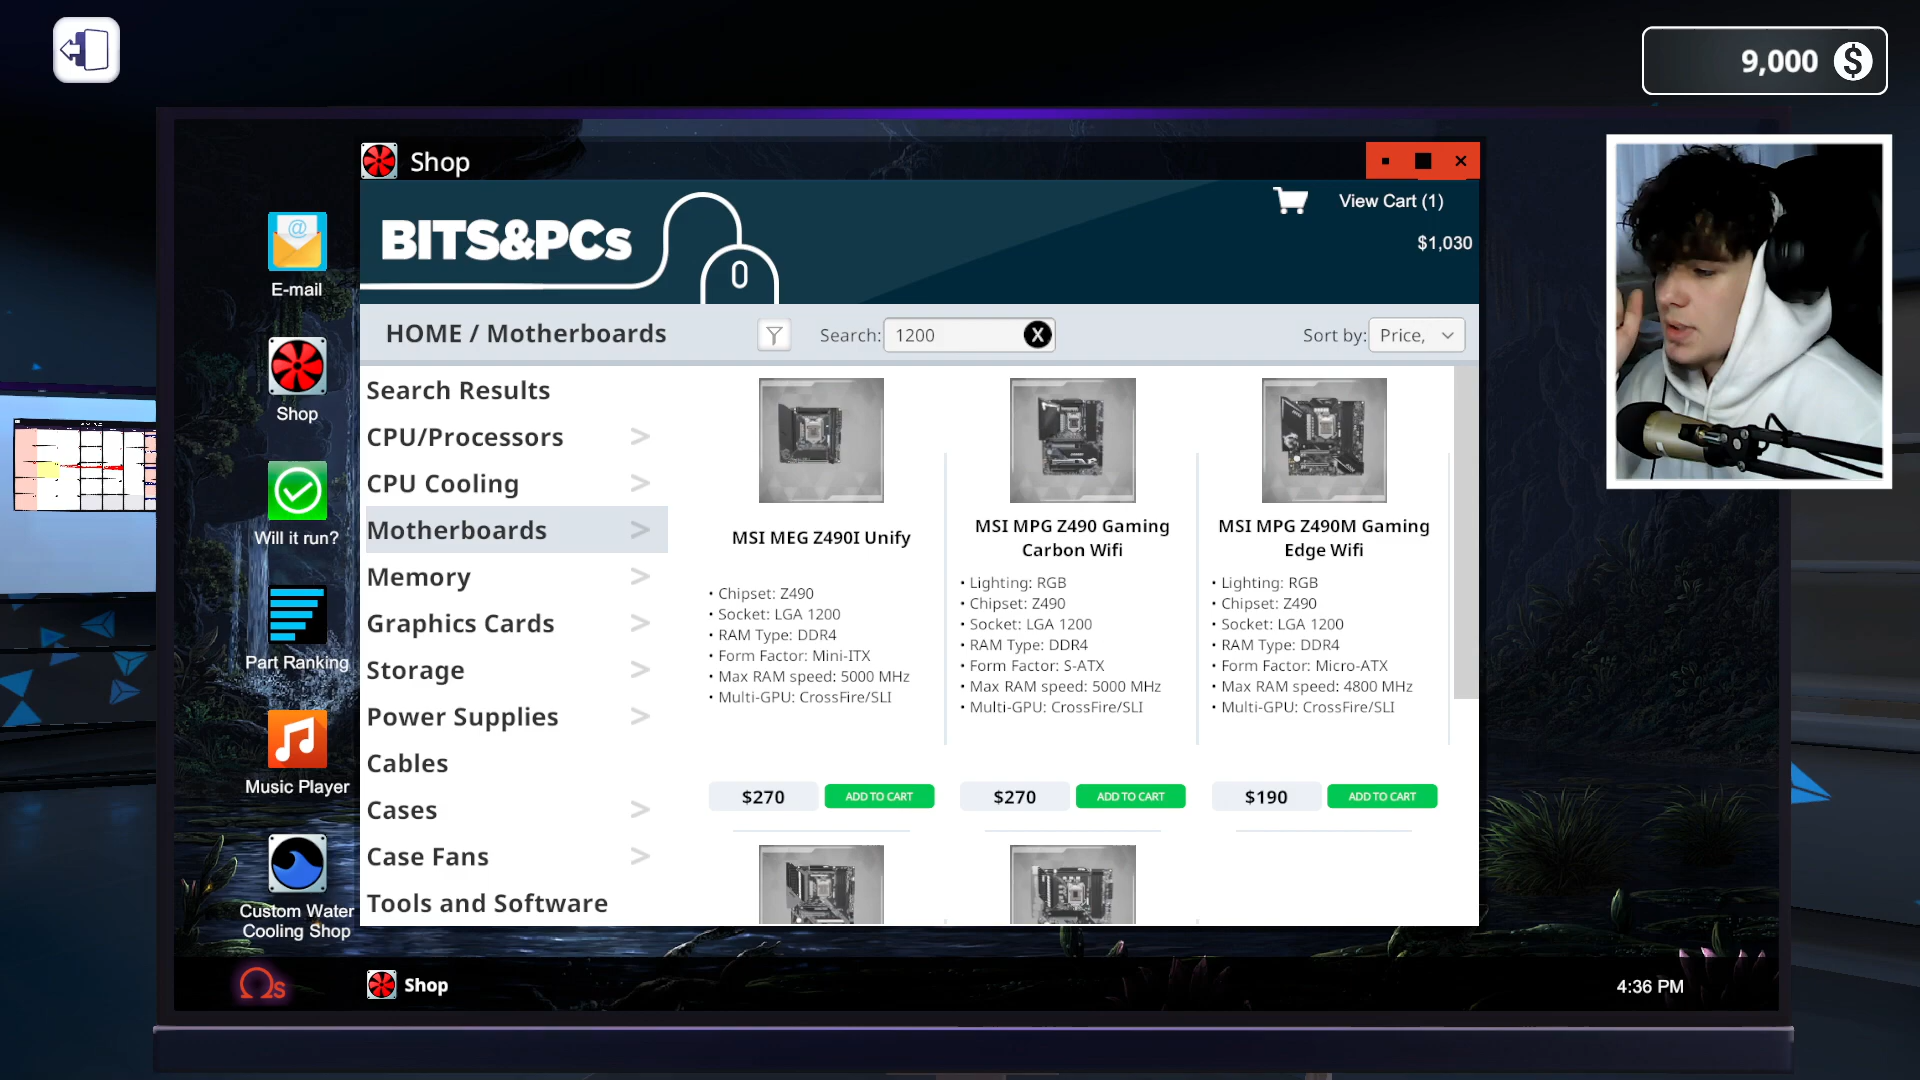 9,000 $
Shop
View Cart (1)
$1,030
BITS&PCs
HOME / Motherboards
Search: 1200 X
Sort by: Price,
E-mail
Shop
Will it run?
Part Ranking
Music Player
Custom Water
Cooling Shop
Search Results
CPU/Processors >
CPU Cooling >
Motherboards >
Memory >
Graphics Cards >
Storage >
Power Supplies >
Cables
Cases >
Case Fans >
Tools and Software
MSI MEG Z490I Unify
• Chipset: Z490
• Socket: LGA 1200
• RAM Type: DDR4
• Form Factor: Mini-ITX
• Max RAM speed: 5000 MHz
• Multi-GPU: CrossFire/SLI
$270 ADD TO CART
MSI MPG Z490 Gaming
Carbon Wifi
• Lighting: RGB
• Chipset: Z490
• Socket: LGA 1200
• RAM Type: DDR4
• Form Factor: S-ATX
• Max RAM speed: 5000 MHz
• Multi-GPU: CrossFire/SLI
$270 ADD TO CART
MSI MPG Z490M Gaming
Edge Wifi
• Lighting: RGB
• Chipset: Z490
• Socket: LGA 1200
• RAM Type: DDR4
• Form Factor: Micro-ATX
• Max RAM speed: 4800 MHz
• Multi-GPU: CrossFire/SLI
$190 ADD TO CART
Ωs
Shop
4:36 PM